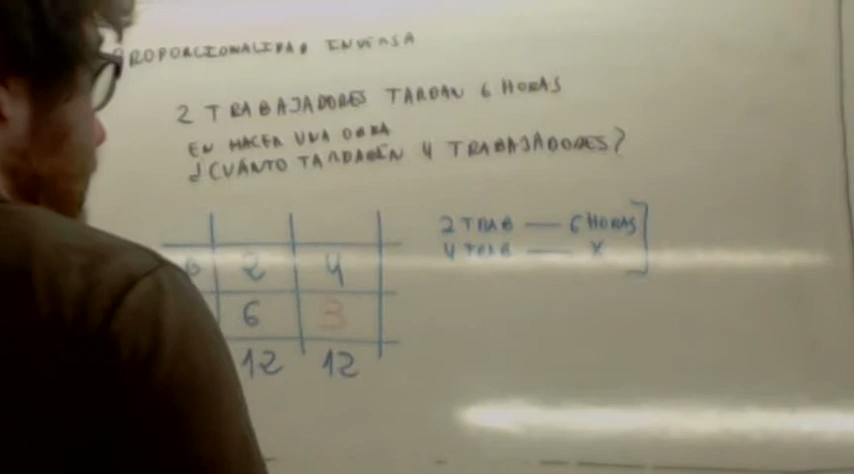 PROPORCIONALIDAD INVERSA
2 TRABAJADORES TARDAN 6 HORAS
EN HACER UNA OBRA
¿CUÁNTO TARDARÁN 4 TRABAJADORES?
2 TRAB — 6 HORAS
4 TRAB — X
2 4
6 3
12 12